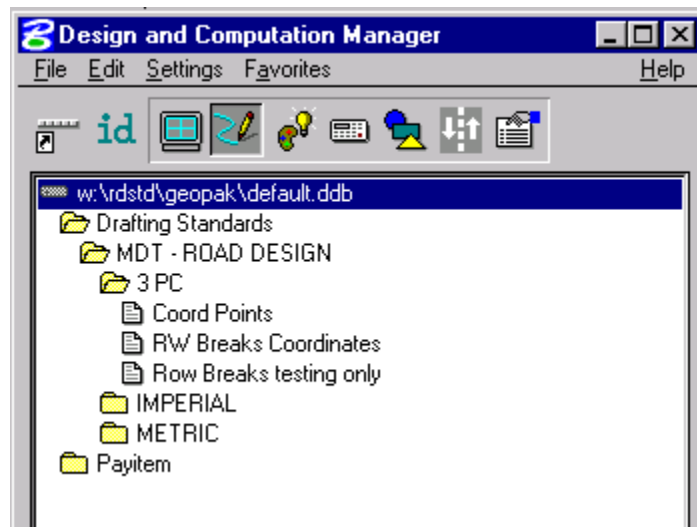 Design and Computation Manager
File Edit Settings Favorites Help
id
w:\rdstd\geopak\default.ddb
Drafting Standards
MDT - ROAD DESIGN
3 PC
Coord Points
RW Breaks Coordinates
Row Breaks testing only
IMPERIAL
METRIC
Payitem